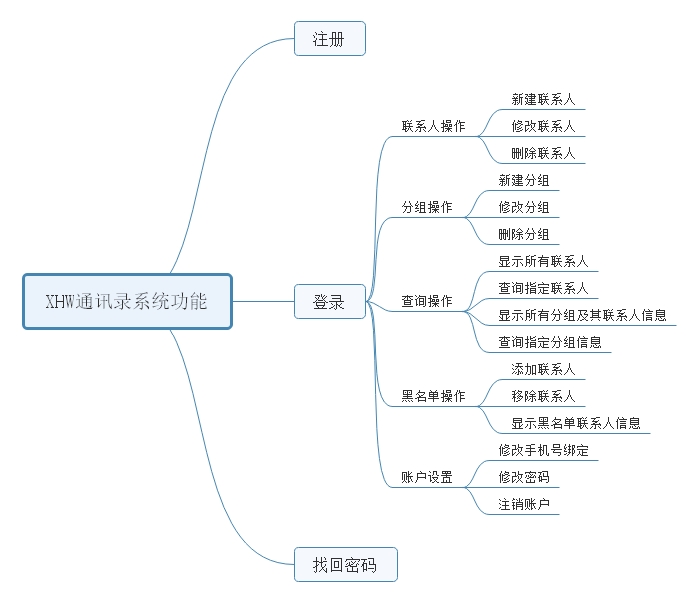 XHW通讯录系统功能
注册
登录
联系人操作
新建联系人
修改联系人
删除联系人
分组操作
新建分组
修改分组
删除分组
查询操作
显示所有联系人
查询指定联系人
显示所有分组及其联系人信息
查询指定分组信息
黑名单操作
添加联系人
移除联系人
显示黑名单联系人信息
账户设置
修改手机号绑定
修改密码
注销账户
找回密码